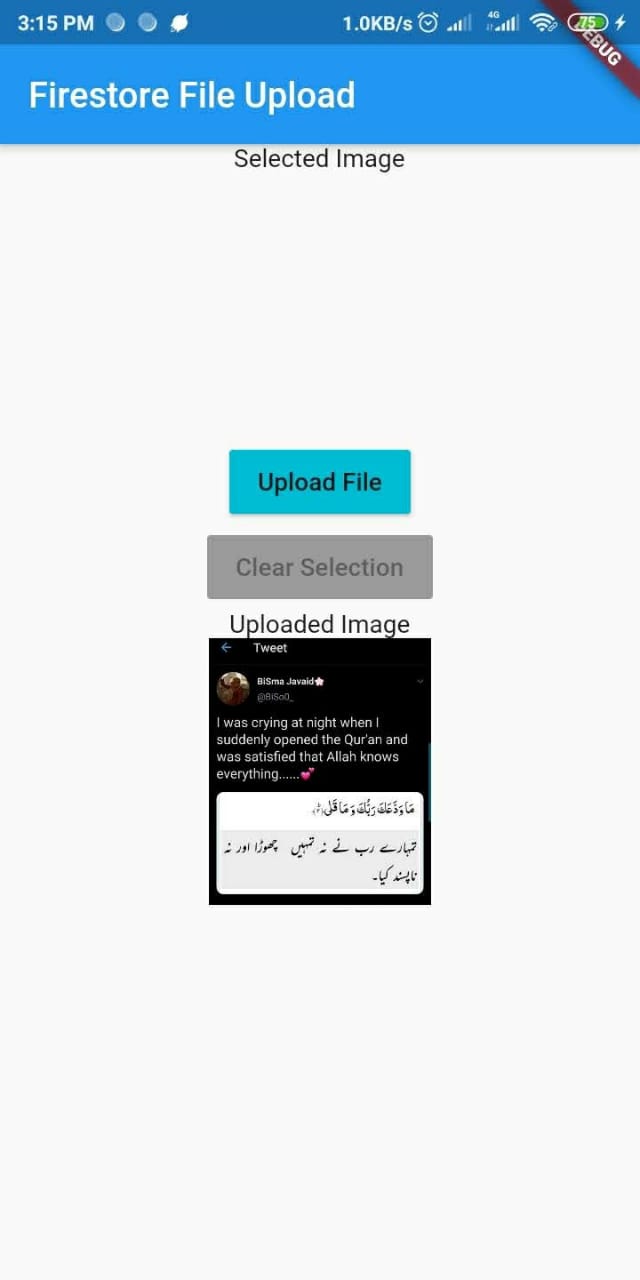 3:15 PM 1.0KB/s 4G 75
DEBUG
Firestore File Upload
Selected Image
Upload File
Clear Selection
Uploaded Image
Tweet
BiSma Javaid🌸
@BiSa0_
I was crying at night when I
suddenly opened the Qur'an and
was satisfied that Allah knows
everything......💕
مَا وَدَّعَكَ رَبُّكَ وَ مَا قَلٰی
تمہارے رب نے نہ تمہیں چھوڑا اور نہ
ناپسند کیا۔